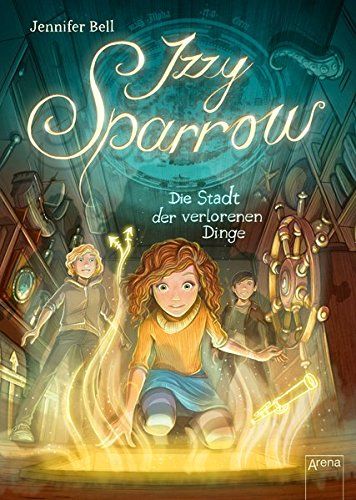 Jennifer Bell
Izzy
Sparrow
Die Stadt
der verlorenen
Dinge
Arena